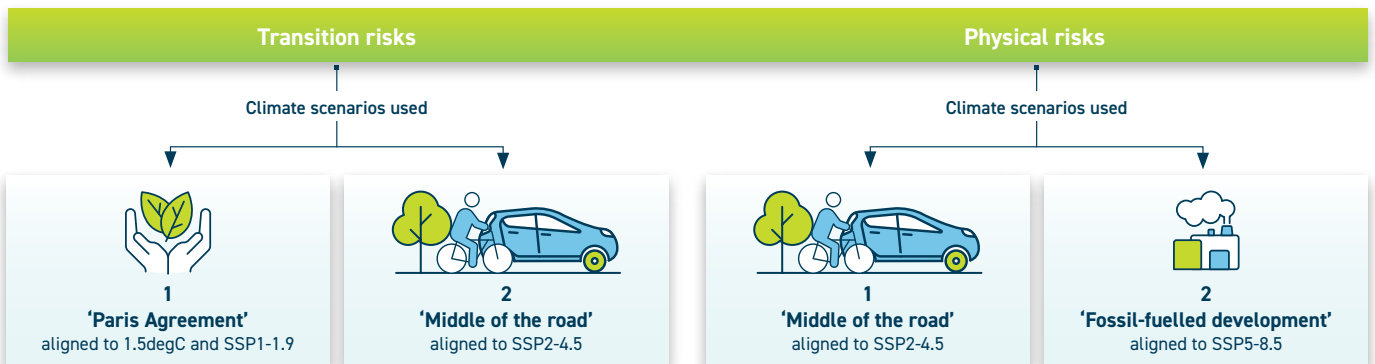 Transition risks
Physical risks
Climate scenarios used
Climate scenarios used
1
‘Paris Agreement’
aligned to 1.5degC and SSP1-1.9
2
‘Middle of the road’
aligned to SSP2-4.5
1
‘Middle of the road’
aligned to SSP2-4.5
2
‘Fossil-fuelled development’
aligned to SSP5-8.5